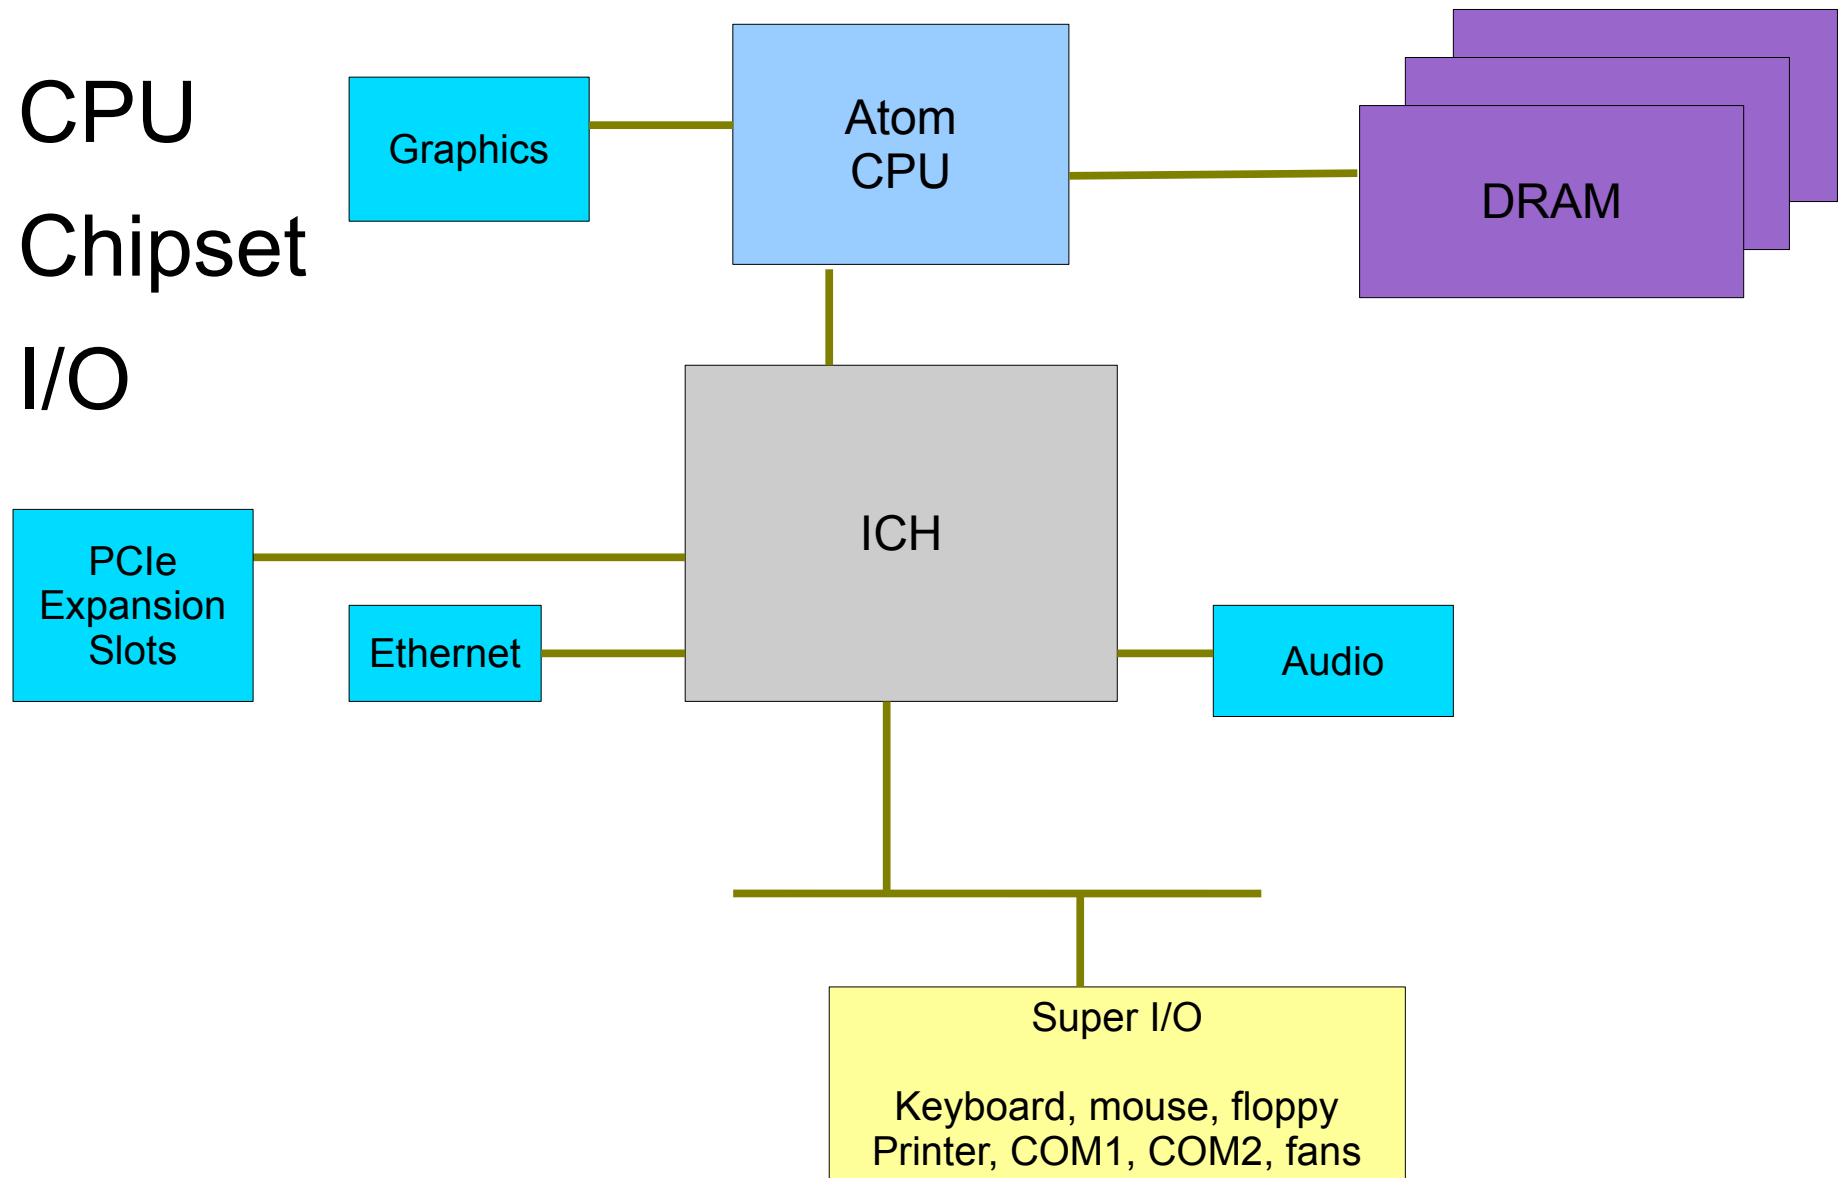 CPU
Chipset
I/O
Graphics
Atom
CPU
DRAM
ICH
PCIe
Expansion
Slots
Ethernet
Audio
Super I/O
Keyboard, mouse, floppy
Printer, COM1, COM2, fans